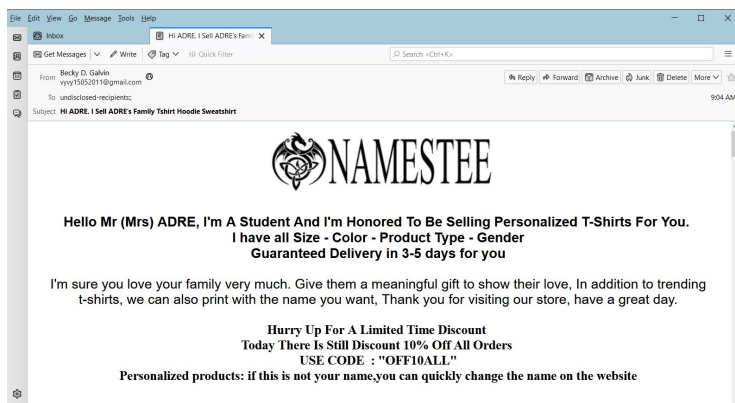 File Edit View Go Message Tools Help
Inbox
Hi ADRE. I Sell ADRE's Fami
Get Messages Write Tag Quick Filter
Search <Ctrl+K>
From Becky D. Galvin
vyvy15052011@gmail.com
Reply Forward Archive Junk Delete More
To undisclosed-recipients:;
9:04 AM
Subject Hi ADRE. I Sell ADRE's Family Tshirt Hoodie Sweatshirt
NAMESTEE
Hello Mr (Mrs) ADRE, I'm A Student And I'm Honored To Be Selling Personalized T-Shirts For You.
I have all Size - Color - Product Type - Gender
Guaranteed Delivery in 3-5 days for you
I'm sure you love your family very much. Give them a meaningful gift to show their love, In addition to trending
t-shirts, we can also print with the name you want, Thank you for visiting our store, have a great day.
Hurry Up For A Limited Time Discount
Today There Is Still Discount 10% Off All Orders
USE CODE : "OFF10ALL"
Personalized products: if this is not your name,you can quickly change the name on the website